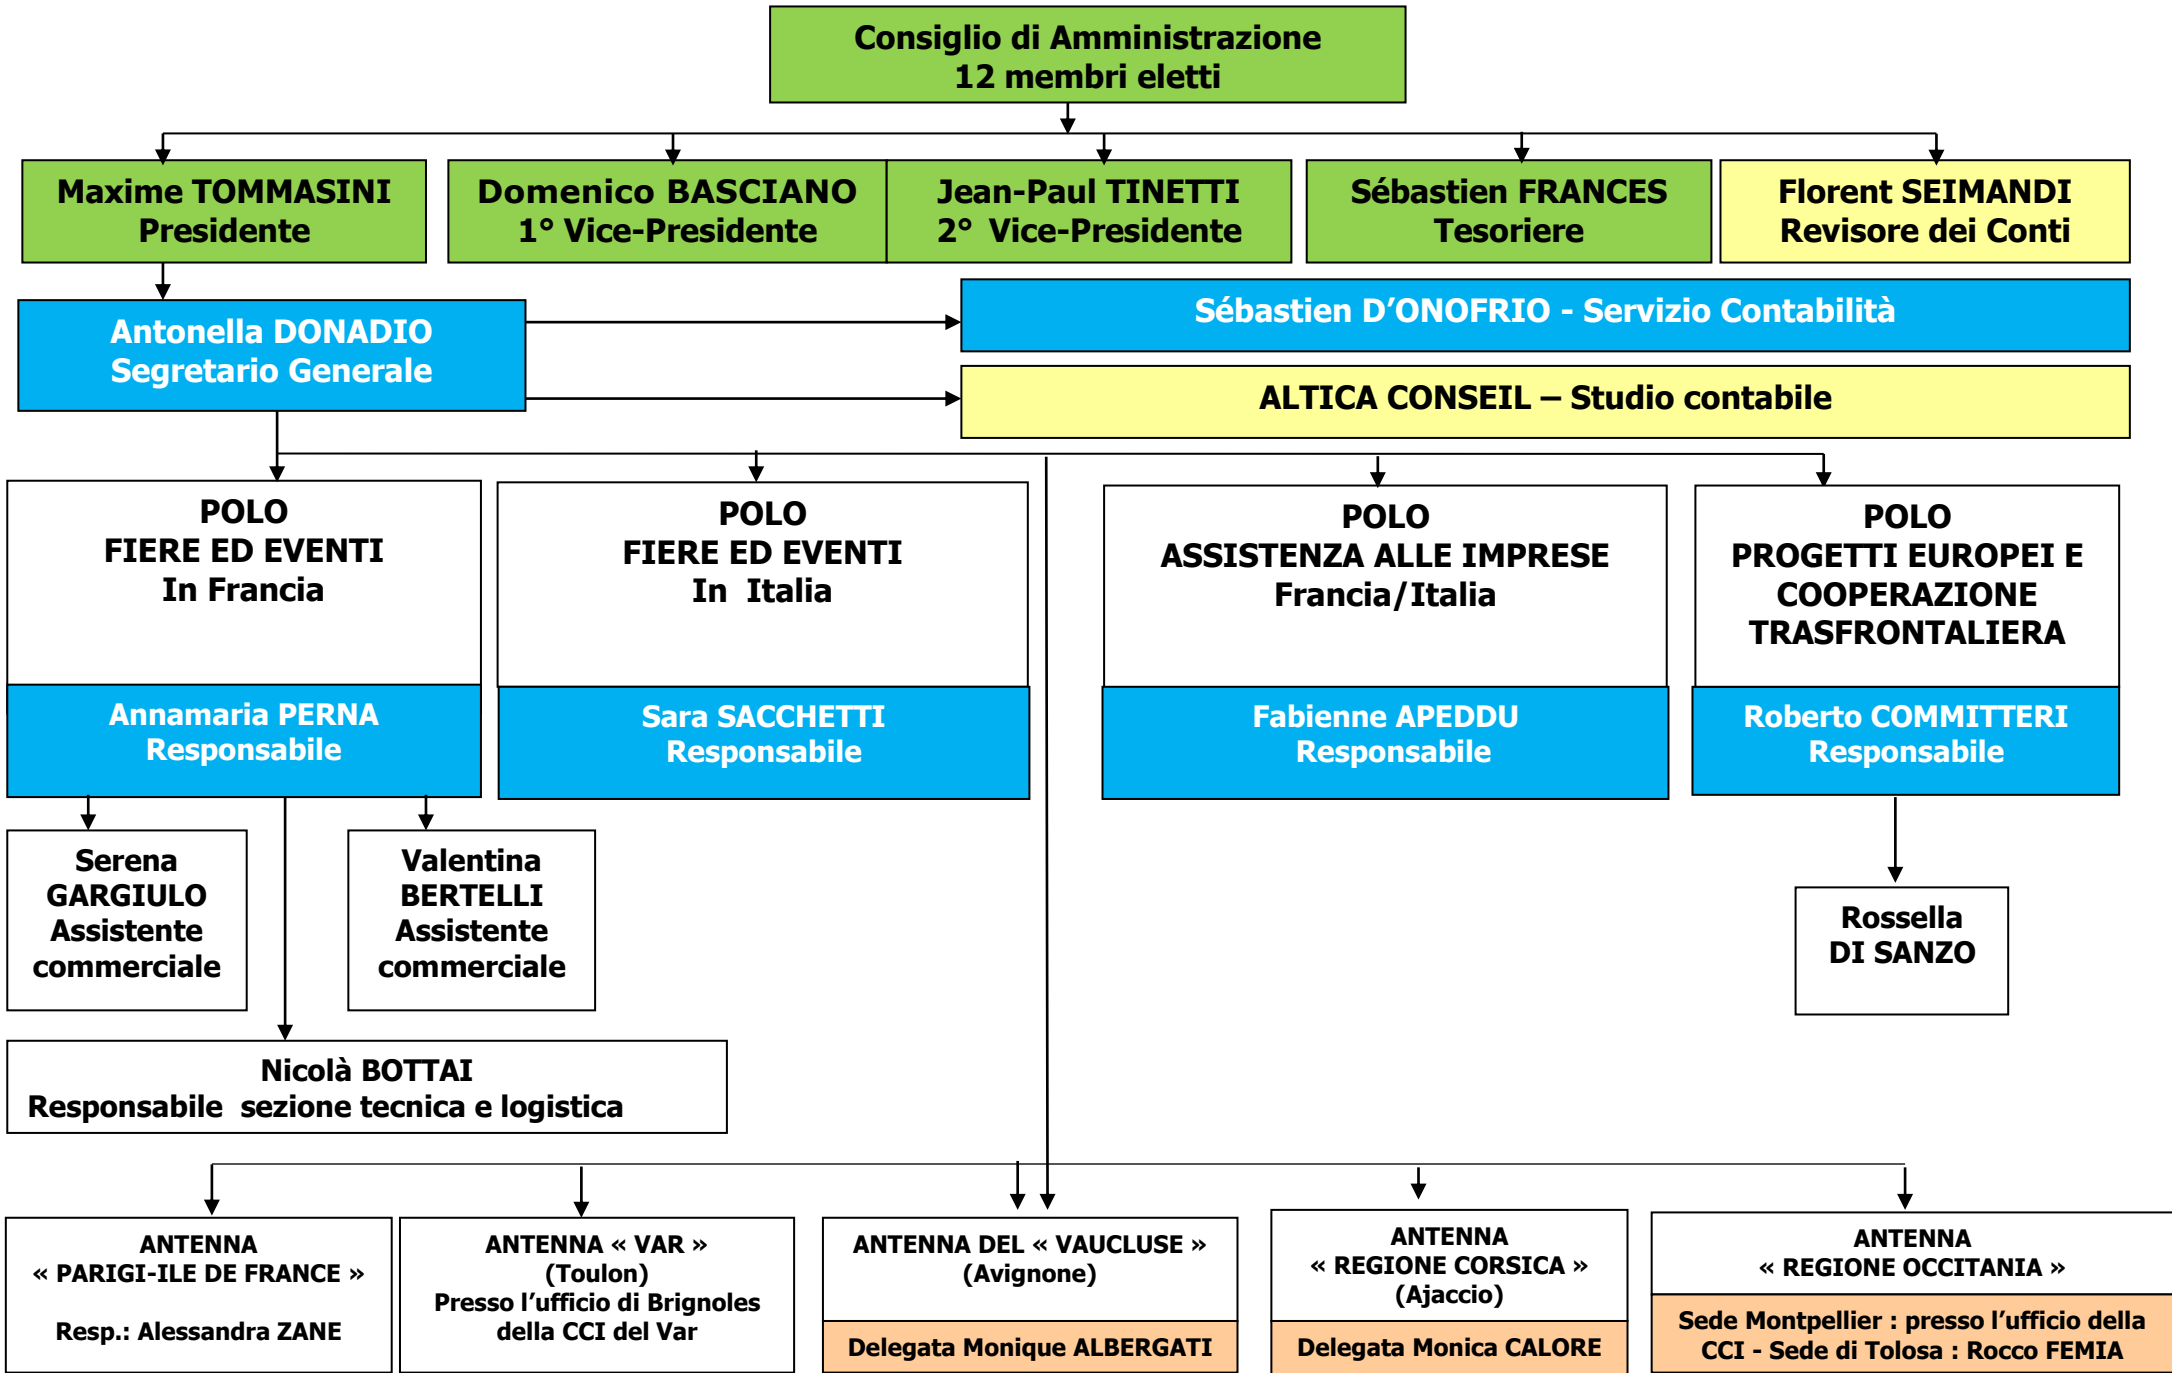 Consiglio di Amministrazione
12 membri eletti
Maxime TOMMASINI
Presidente
Domenico BASCIANO
1° Vice-Presidente
Jean-Paul TINETTI
2° Vice-Presidente
Sébastien FRANCES
Tesoriere
Florent SEIMANDI
Revisore dei Conti
Antonella DONADIO
Segretario Generale
Sébastien D’ONOFRIO - Servizio Contabilità
ALTICA CONSEIL – Studio contabile
POLO
FIERE ED EVENTI
In Francia
Annamaria PERNA
Responsabile
POLO
FIERE ED EVENTI
In Italia
Sara SACCHETTI
Responsabile
POLO
ASSISTENZA ALLE IMPRESE
Francia/Italia
Fabienne APEDDU
Responsabile
POLO
PROGETTI EUROPEI E
COOPERAZIONE
TRASFRONTALIERA
Roberto COMMITTERI
Responsabile
Serena
GARGIULO
Assistente
commerciale
Valentina
BERTELLI
Assistente
commerciale
Rossella
DI SANZO
Nicolà BOTTAI
Responsabile sezione tecnica e logistica
ANTENNA
« PARIGI-ILE DE FRANCE »
Resp.: Alessandra ZANE
ANTENNA « VAR »
(Toulon)
Presso l’ufficio di Brignoles
della CCI del Var
ANTENNA DEL « VAUCLUSE »
(Avignone)
Delegata Monique ALBERGATI
ANTENNA
« REGIONE CORSICA »
(Ajaccio)
Delegata Monica CALORE
ANTENNA
« REGIONE OCCITANIA »
Sede Montpellier : presso l’ufficio della
CCI - Sede di Tolosa : Rocco FEMIA